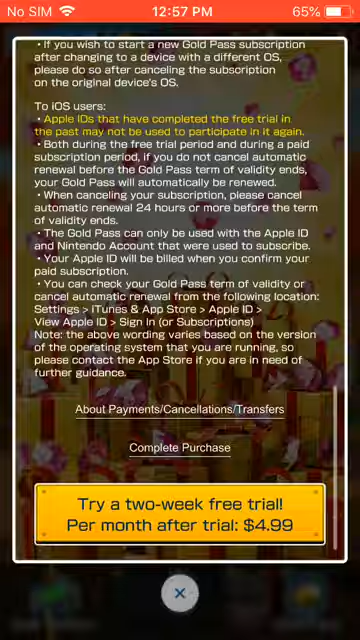 No SIM 12:57 PM 65%
• If you wish to start a new Gold Pass subscription
after changing to a device with a different OS,
please do so after canceling the subscription
on the original device's OS.
To iOS users:
• Apple IDs that have completed the free trial in
the past may not be used to participate in it again.
• Both during the free trial period and during a paid
subscription period, if you do not cancel automatic
renewal before the Gold Pass term of validity ends,
your Gold Pass will automatically be renewed.
• When canceling your subscription, please cancel
automatic renewal 24 hours or more before the term
of validity ends.
• The Gold Pass can only be used with the Apple ID
and Nintendo Account that were used to subscribe.
• Your Apple ID will be billed when you confirm your
paid subscription.
• You can check your Gold Pass term of validity or
cancel automatic renewal from the following location:
Settings > iTunes & App Store > Apple ID >
View Apple ID > Sign In (or Subscriptions)
Note: the above wording varies based on the version
of the operating system that you are running, so
please contact the App Store if you are in need of
further guidance.
About Payments/Cancellations/Transfers
Complete Purchase
Try a two-week free trial!
Per month after trial: $4.99